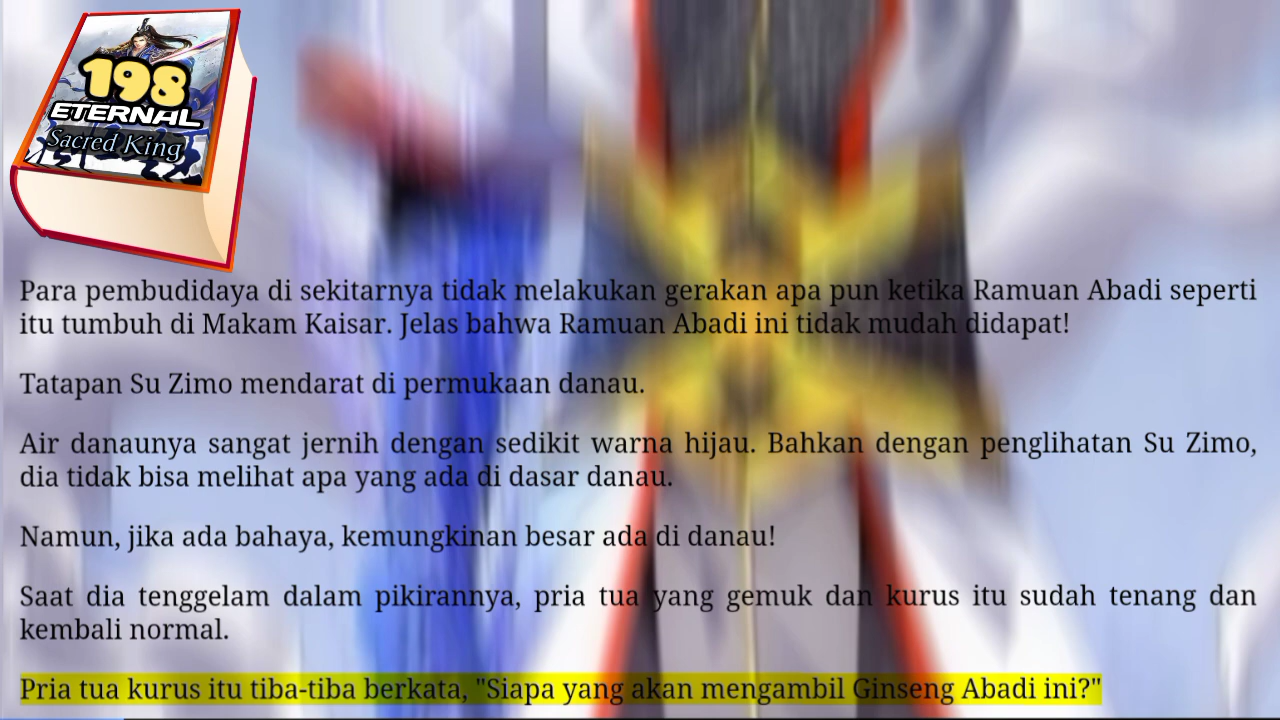 198
ETERNAL
Sacred King
Para pembudidaya di sekitarnya tidak melakukan gerakan apa pun ketika Ramuan Abadi seperti
itu tumbuh di Makam Kaisar. Jelas bahwa Ramuan Abadi ini tidak mudah didapat!
Tatapan Su Zimo mendarat di permukaan danau.
Air danaunya sangat jernih dengan sedikit warna hijau. Bahkan dengan penglihatan Su Zimo,
dia tidak bisa melihat apa yang ada di dasar danau.
Namun, jika ada bahaya, kemungkinan besar ada di danau!
Saat dia tenggelam dalam pikirannya, pria tua yang gemuk dan kurus itu sudah tenang dan
kembali normal.
Pria tua kurus itu tiba-tiba berkata, "Siapa yang akan mengambil Ginseng Abadi ini?"